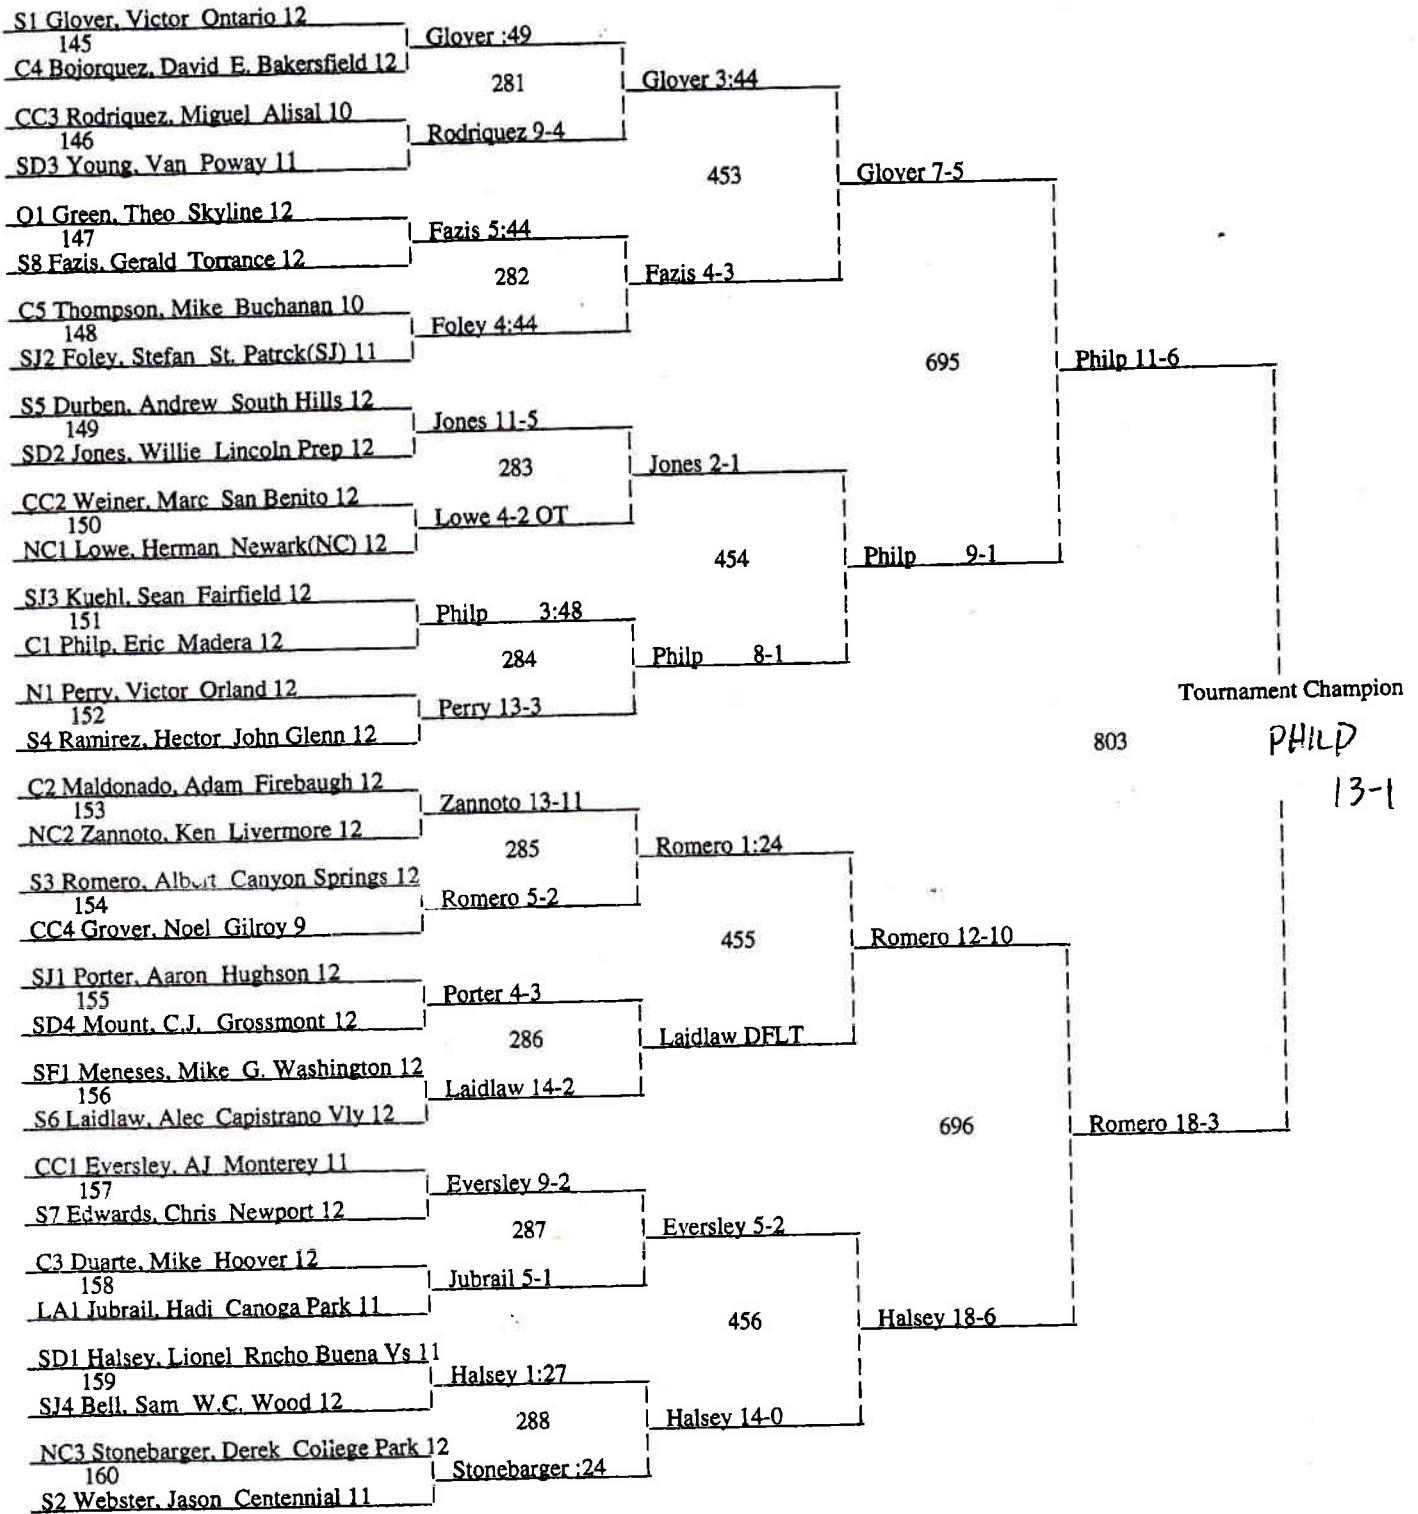 S1 Glover, Victor Ontario 12
145
C4 Bojorquez, David E. Bakersfield 12
CC3 Rodriquez, Miguel Alisal 10
146
SD3 Young, Van Poway 11
O1 Green, Theo Skyline 12
147
S8 Fazis, Gerald Torrance 12
C5 Thompson, Mike Buchanan 10
148
SJ2 Foley, Stefan St. Patrck(SJ) 11
S5 Durben, Andrew South Hills 12
149
SD2 Jones, Willie Lincoln Prep 12
CC2 Weiner, Marc San Benito 12
150
NC1 Lowe, Herman Newark(NC) 12
SJ3 Kuehl, Sean Fairfield 12
151
C1 Philp, Eric Madera 12
N1 Perry, Victor Orland 12
152
S4 Ramirez, Hector John Glenn 12
C2 Maldonado, Adam Firebaugh 12
153
NC2 Zannoto, Ken Livermore 12
S3 Romero, Albert Canyon Springs 12
154
CC4 Grover, Noel Gilroy 9
SJ1 Porter, Aaron Hughson 12
155
SD4 Mount, C.J. Grossmont 12
SF1 Meneses, Mike G. Washington 12
156
S6 Laidlaw, Alec Capistrano Vly 12
CC1 Eversley, AJ Monterey 11
157
S7 Edwards, Chris Newport 12
C3 Duarte, Mike Hoover 12
158
LA1 Jubrail, Hadi Canoga Park 11
SD1 Halsey, Lionel Rncho Buena Vs 11
159
SJ4 Bell, Sam W.C. Wood 12
NC3 Stonebarger, Derek College Park 12
160
S2 Webster, Jason Centennial 11
Glover :49
281
Rodriquez 9-4
Fazis 5:44
282
Foley 4:44
Jones 11-5
283
Lowe 4-2 OT
Philp 3:48
284
Perry 13-3
Zannoto 13-11
285
Romero 5-2
Porter 4-3
286
Laidlaw 14-2
Eversley 9-2
287
Jubrail 5-1
Halsey 1:27
288
Stonebarger :24
Glover 3:44
453
Fazis 4-3
Jones 2-1
454
Philp 8-1
Romero 1:24
455
Laidlaw DFLT
Eversley 5-2
456
Halsey 14-0
Glover 7-5
695
Philp 9-1
Romero 12-10
696
Halsey 18-6
Philp 11-6
803
Romero 18-3
Tournament Champion
PHILP
13-1